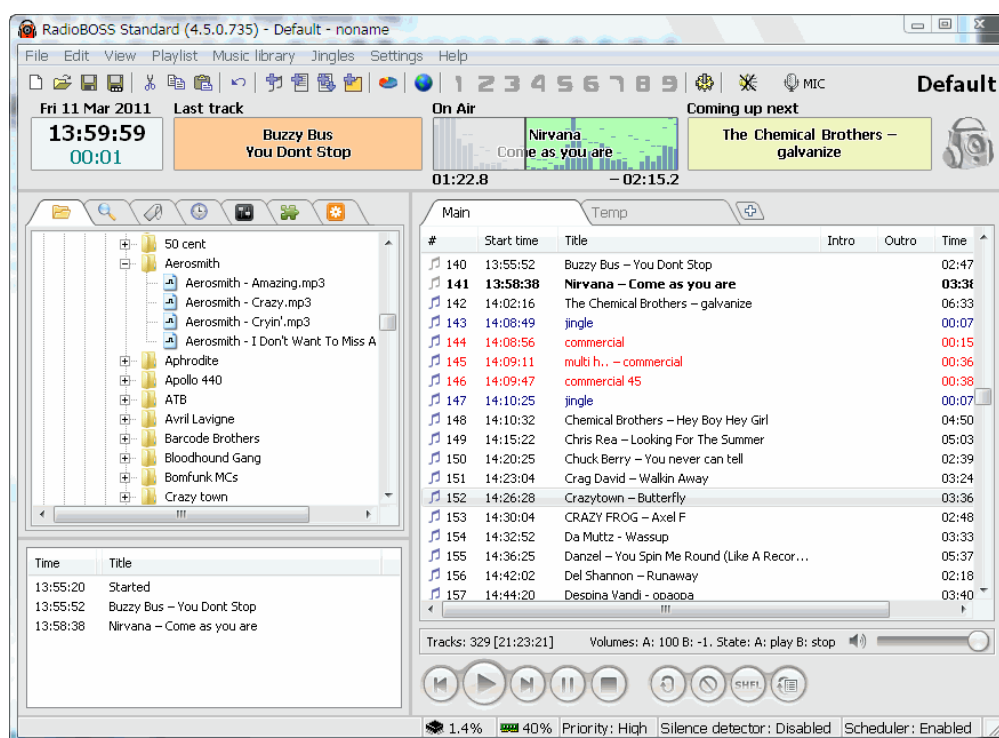 RadioBOSS Standard (4.5.0.735) - Default - noname
File Edit View Playlist Music library Jingles Settings Help
1 2 3 4 5 6 7 8 9 MIC Default
Fri 11 Mar 2011 Last track On Air Coming up next
13:59:59
00:01
Buzzy Bus
You Dont Stop
Nirvana
Come as you are
The Chemical Brothers –
galvanize
01:22.8 – 02:15.2
50 cent
Aerosmith
Aerosmith - Amazing.mp3
Aerosmith - Crazy.mp3
Aerosmith - Cryin'.mp3
Aerosmith - I Don't Want To Miss A
Aphrodite
Apollo 440
ATB
Avril Lavigne
Barcode Brothers
Bloodhound Gang
Bomfunk MCs
Crazy town
Time Title
13:55:20 Started
13:55:52 Buzzy Bus – You Dont Stop
13:58:38 Nirvana – Come as you are
Main Temp
# Start time Title Intro Outro Time
140 13:55:52 Buzzy Bus – You Dont Stop 02:47
141 13:58:38 Nirvana – Come as you are 03:38
142 14:02:16 The Chemical Brothers – galvanize 06:33
143 14:08:49 jingle 00:07
144 14:08:56 commercial 00:15
145 14:09:11 multi h.. – commercial 00:36
146 14:09:47 commercial 45 00:38
147 14:10:25 jingle 00:07
148 14:10:32 Chemical Brothers – Hey Boy Hey Girl 04:50
149 14:15:22 Chris Rea – Looking For The Summer 05:03
150 14:20:25 Chuck Berry – You never can tell 02:39
151 14:23:04 Crag David – Walkin Away 03:24
152 14:26:28 Crazytown – Butterfly 03:36
153 14:30:04 CRAZY FROG – Axel F 02:48
154 14:32:52 Da Muttz - Wassup 03:33
155 14:36:25 Danzel – You Spin Me Round (Like A Recor... 05:37
156 14:42:02 Del Shannon – Runaway 02:18
157 14:44:20 Despina Vandi - opaopa 03:40
Tracks: 329 [21:23:21] Volumes: A: 100 B: -1. State: A: play B: stop
SHFL
1.4% 40% Priority: High Silence detector: Disabled Scheduler: Enabled